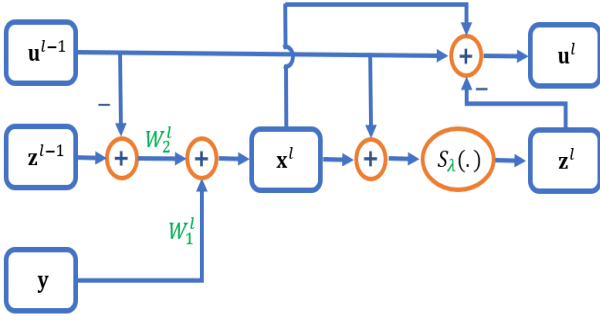 u^{l-1}
+
u^l
−
−
z^{l-1}
+
W_2^l
+
x^l
+
S_λ(.)
z^l
W_1^l
y